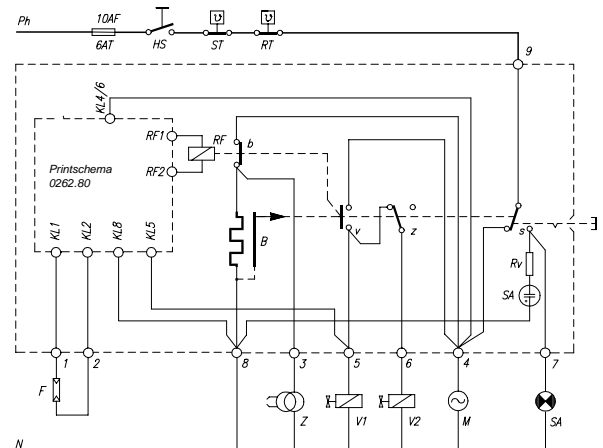 Ph
10AF
6AT
HS
ST
RT
9
KL4/6
RF1
RF
b
Printschema
0262.80
RF2
KL1
KL2
KL8
KL5
B
v
z
s
Rv
SA
1
2
8
3
5
6
4
7
F
Z
V1
V2
M
SA
N